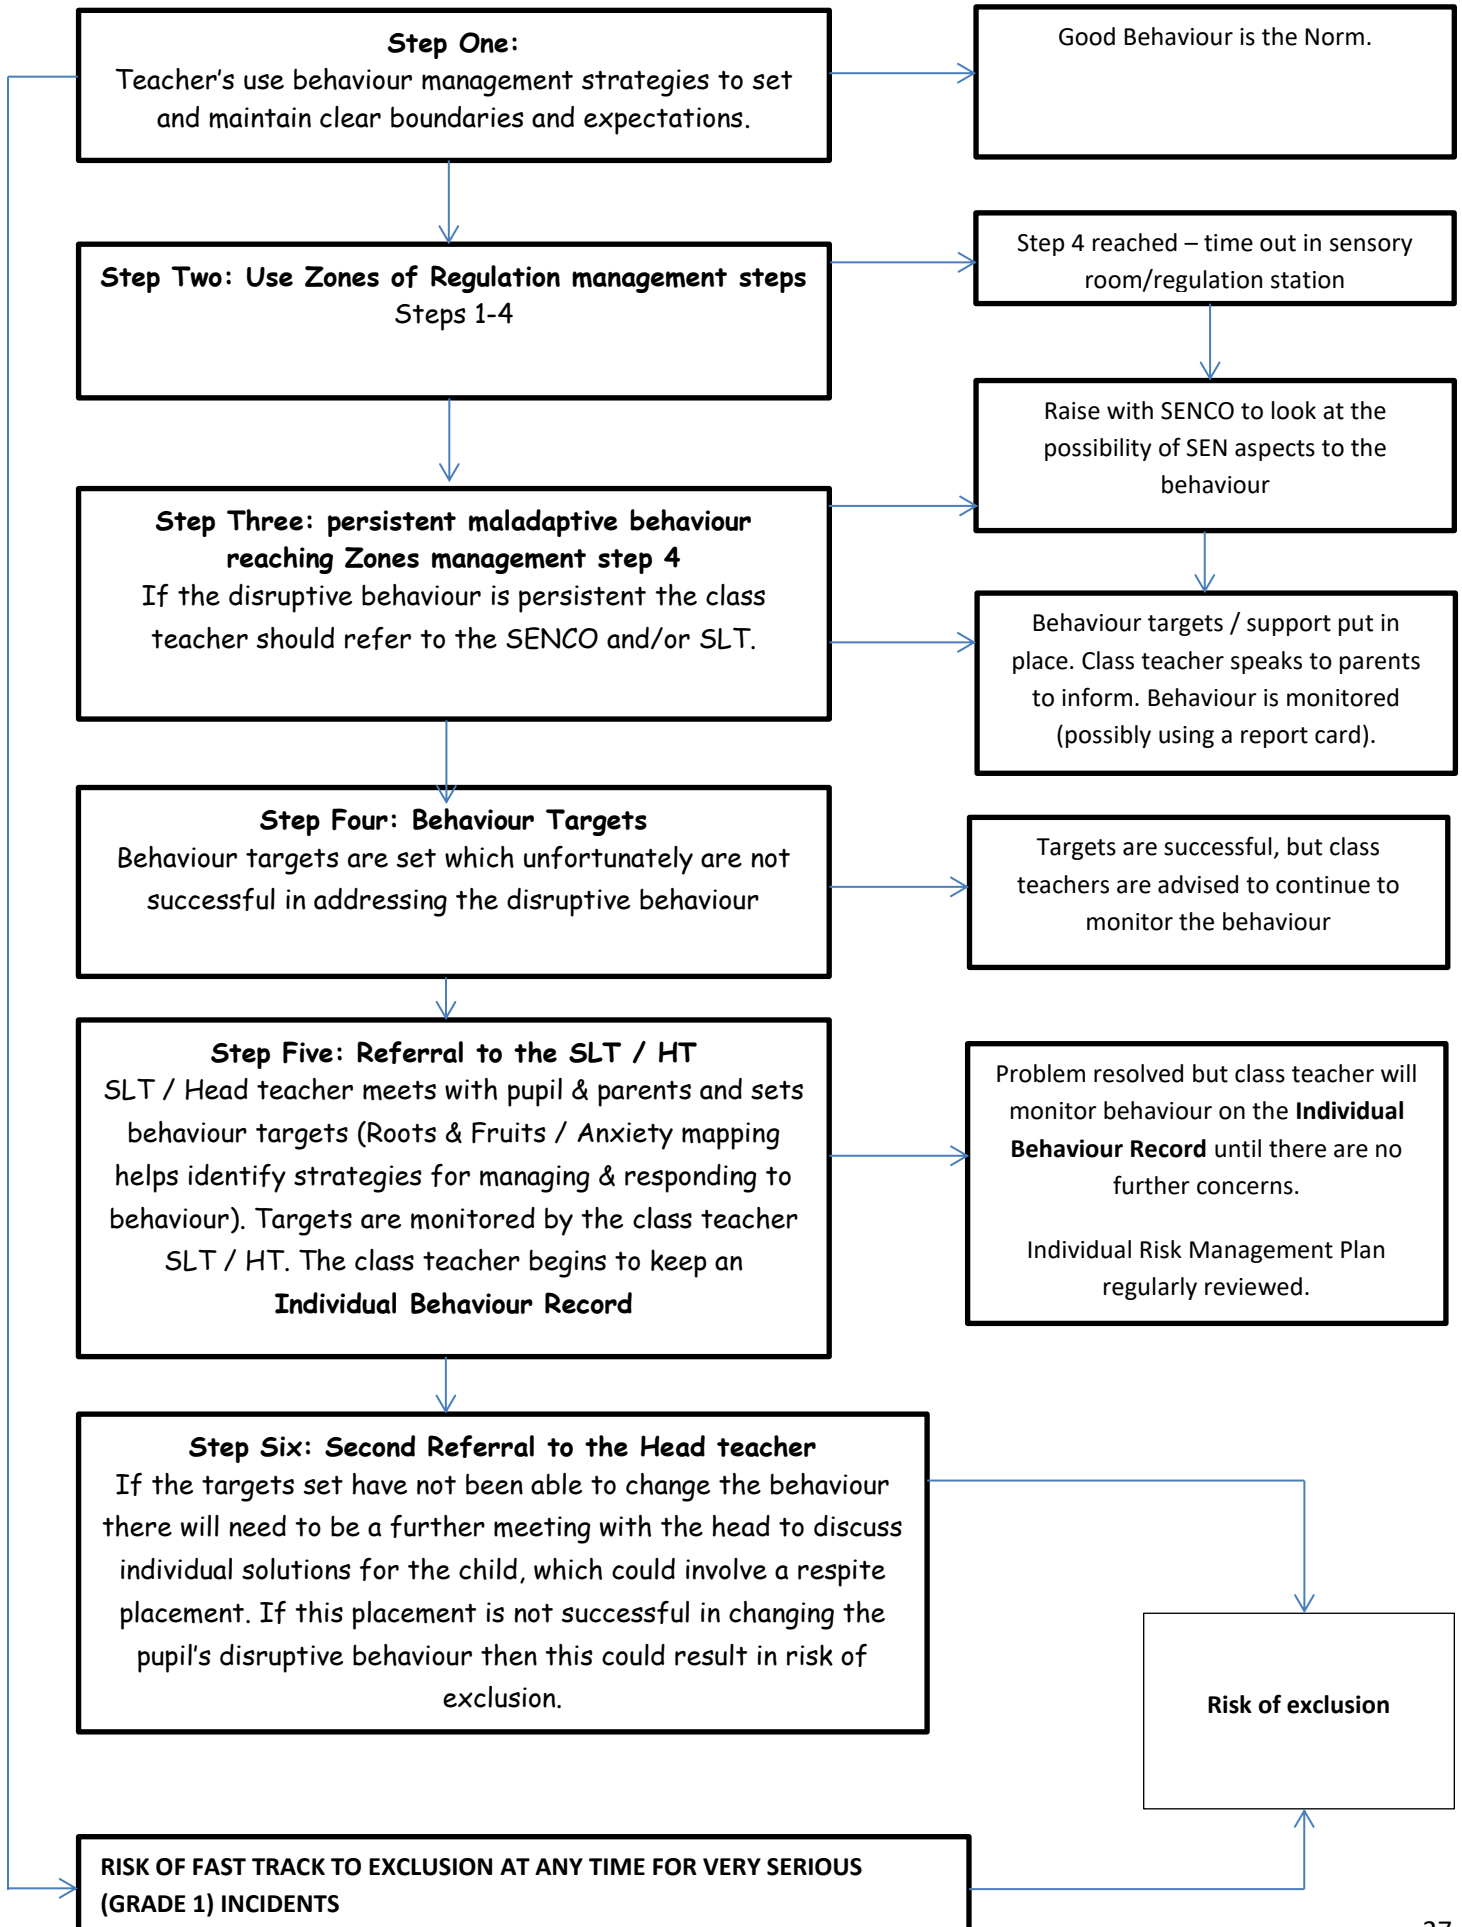 Step One:
Teacher’s use behaviour management strategies to set
and maintain clear boundaries and expectations.
Good Behaviour is the Norm.
Step Two: Use Zones of Regulation management steps
Steps 1-4
Step 4 reached – time out in sensory
room/regulation station
Raise with SENCO to look at the
possibility of SEN aspects to the
behaviour
Step Three: persistent maladaptive behaviour
reaching Zones management step 4
If the disruptive behaviour is persistent the class
teacher should refer to the SENCO and/or SLT.
Behaviour targets / support put in
place. Class teacher speaks to parents
to inform. Behaviour is monitored
(possibly using a report card).
Step Four: Behaviour Targets
Behaviour targets are set which unfortunately are not
successful in addressing the disruptive behaviour
Targets are successful, but class
teachers are advised to continue to
monitor the behaviour
Step Five: Referral to the SLT / HT
SLT / Head teacher meets with pupil & parents and sets
behaviour targets (Roots & Fruits / Anxiety mapping
helps identify strategies for managing & responding to
behaviour). Targets are monitored by the class teacher
SLT / HT. The class teacher begins to keep an
Individual Behaviour Record
Problem resolved but class teacher will
monitor behaviour on the Individual
Behaviour Record until there are no
further concerns.
Individual Risk Management Plan
regularly reviewed.
Step Six: Second Referral to the Head teacher
If the targets set have not been able to change the behaviour
there will need to be a further meeting with the head to discuss
individual solutions for the child, which could involve a respite
placement. If this placement is not successful in changing the
pupil’s disruptive behaviour then this could result in risk of
exclusion.
Risk of exclusion
RISK OF FAST TRACK TO EXCLUSION AT ANY TIME FOR VERY SERIOUS
(GRADE 1) INCIDENTS